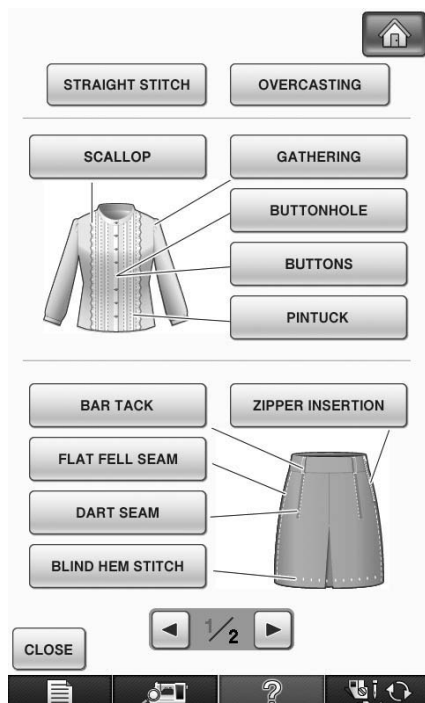 STRAIGHT STITCH
OVERCASTING
SCALLOP
GATHERING
BUTTONHOLE
BUTTONS
PINTUCK
BAR TACK
ZIPPER INSERTION
FLAT FELL SEAM
DART SEAM
BLIND HEM STITCH
1/2
CLOSE
?